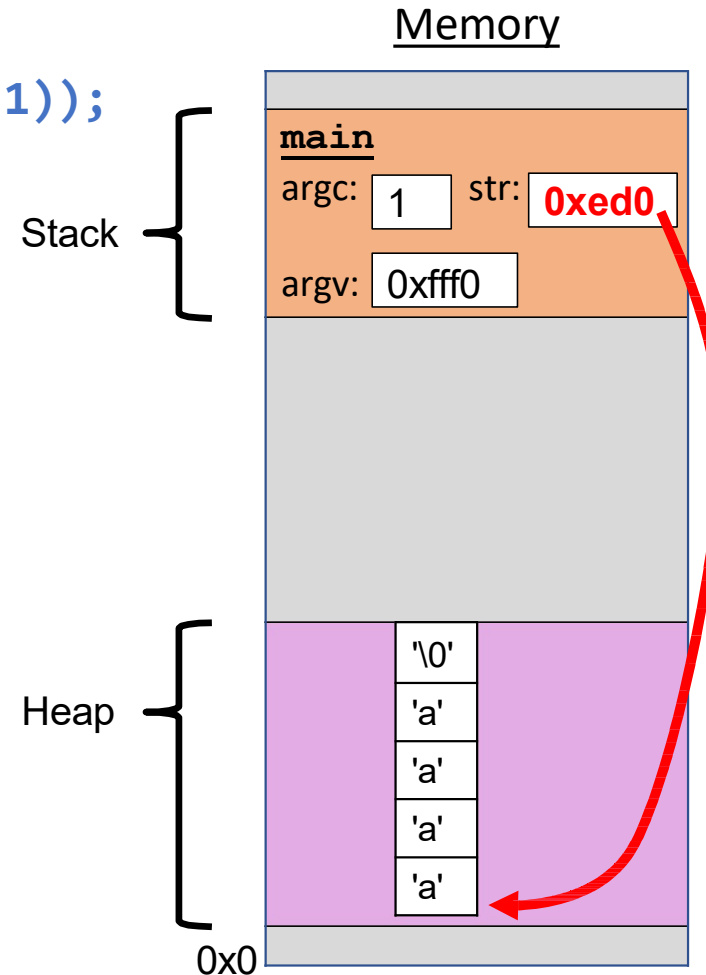 Memory
1));
main
argc: 1 str: 0xed0
Stack
argv: 0xfff0
'\0'
'a'
Heap
'a'
'a'
'a'
0x0